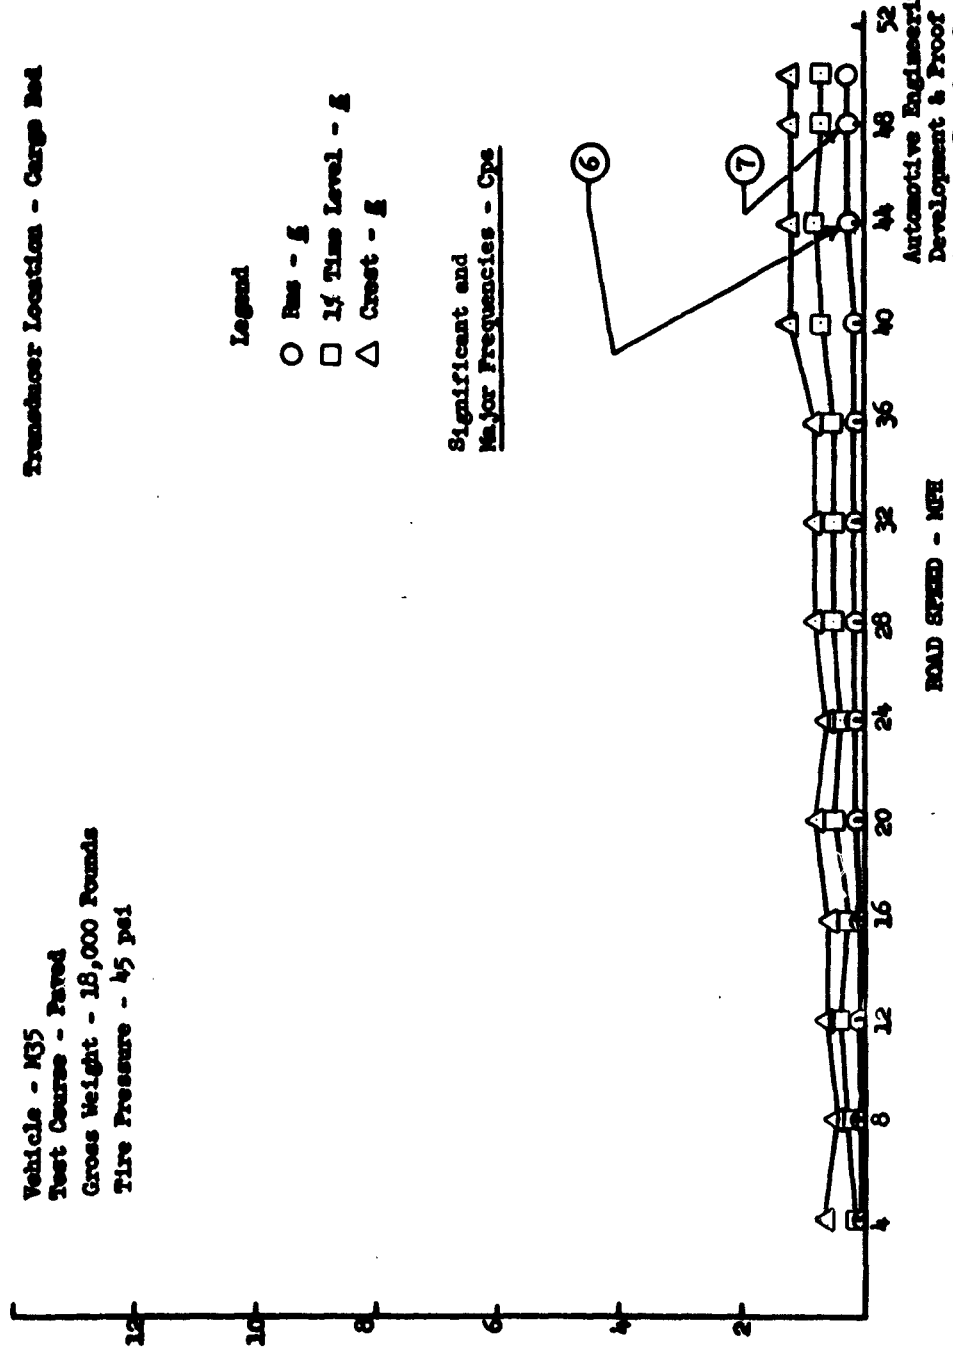 Vehicle - M35
Test Course - Paved
Gross Weight - 18,000 Pounds
Tire Pressure - 45 psi
Transducer Location - Cargo Bed
Legend
Rms - g
1% Time Level - g
Crest - g
Significant and
Major Frequencies - Cps
6
7
12
10
8
6
4
2
4 8 12 16 20 24 28 32 36 40 44 48 52
ROAD SPEED - MPH
Automotive Engineeri
Development & Proof